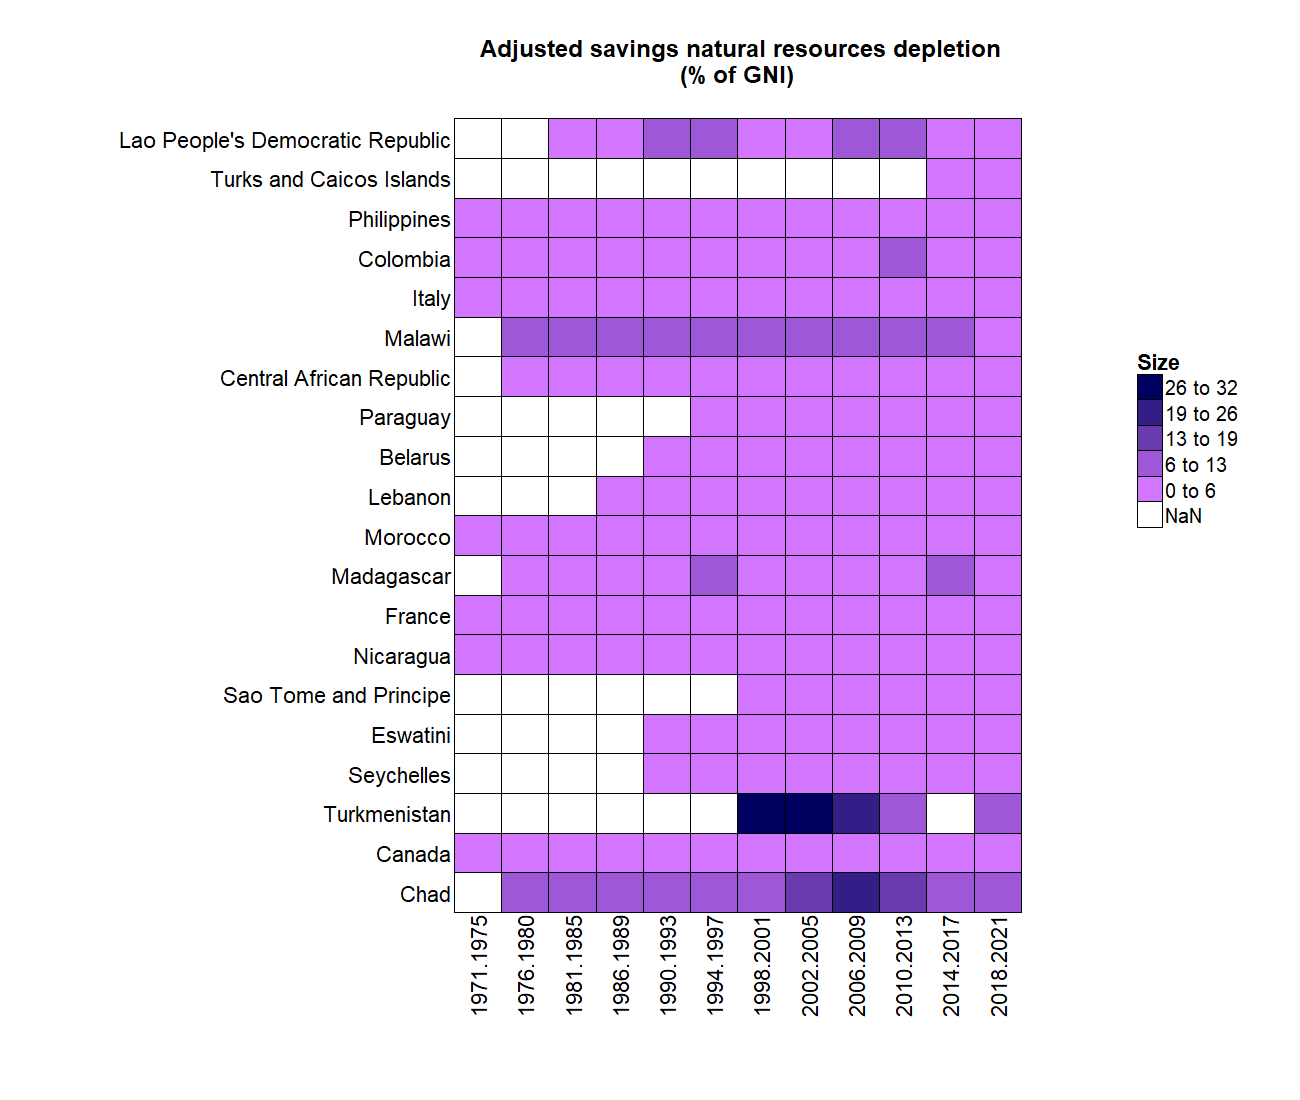 Adjusted savings natural resources depletion
(% of GNI)
Lao People's Democratic Republic
Turks and Caicos Islands
Philippines
Colombia
Italy
Malawi
Central African Republic
Paraguay
Belarus
Lebanon
Morocco
Madagascar
France
Nicaragua
Sao Tome and Principe
Eswatini
Seychelles
Turkmenistan
Canada
Chad
1971.1975
1976.1980
1981.1985
1986.1989
1990.1993
1994.1997
1998.2001
2002.2005
2006.2009
2010.2013
2014.2017
2018.2021
Size
26 to 32
19 to 26
13 to 19
6 to 13
0 to 6
NaN